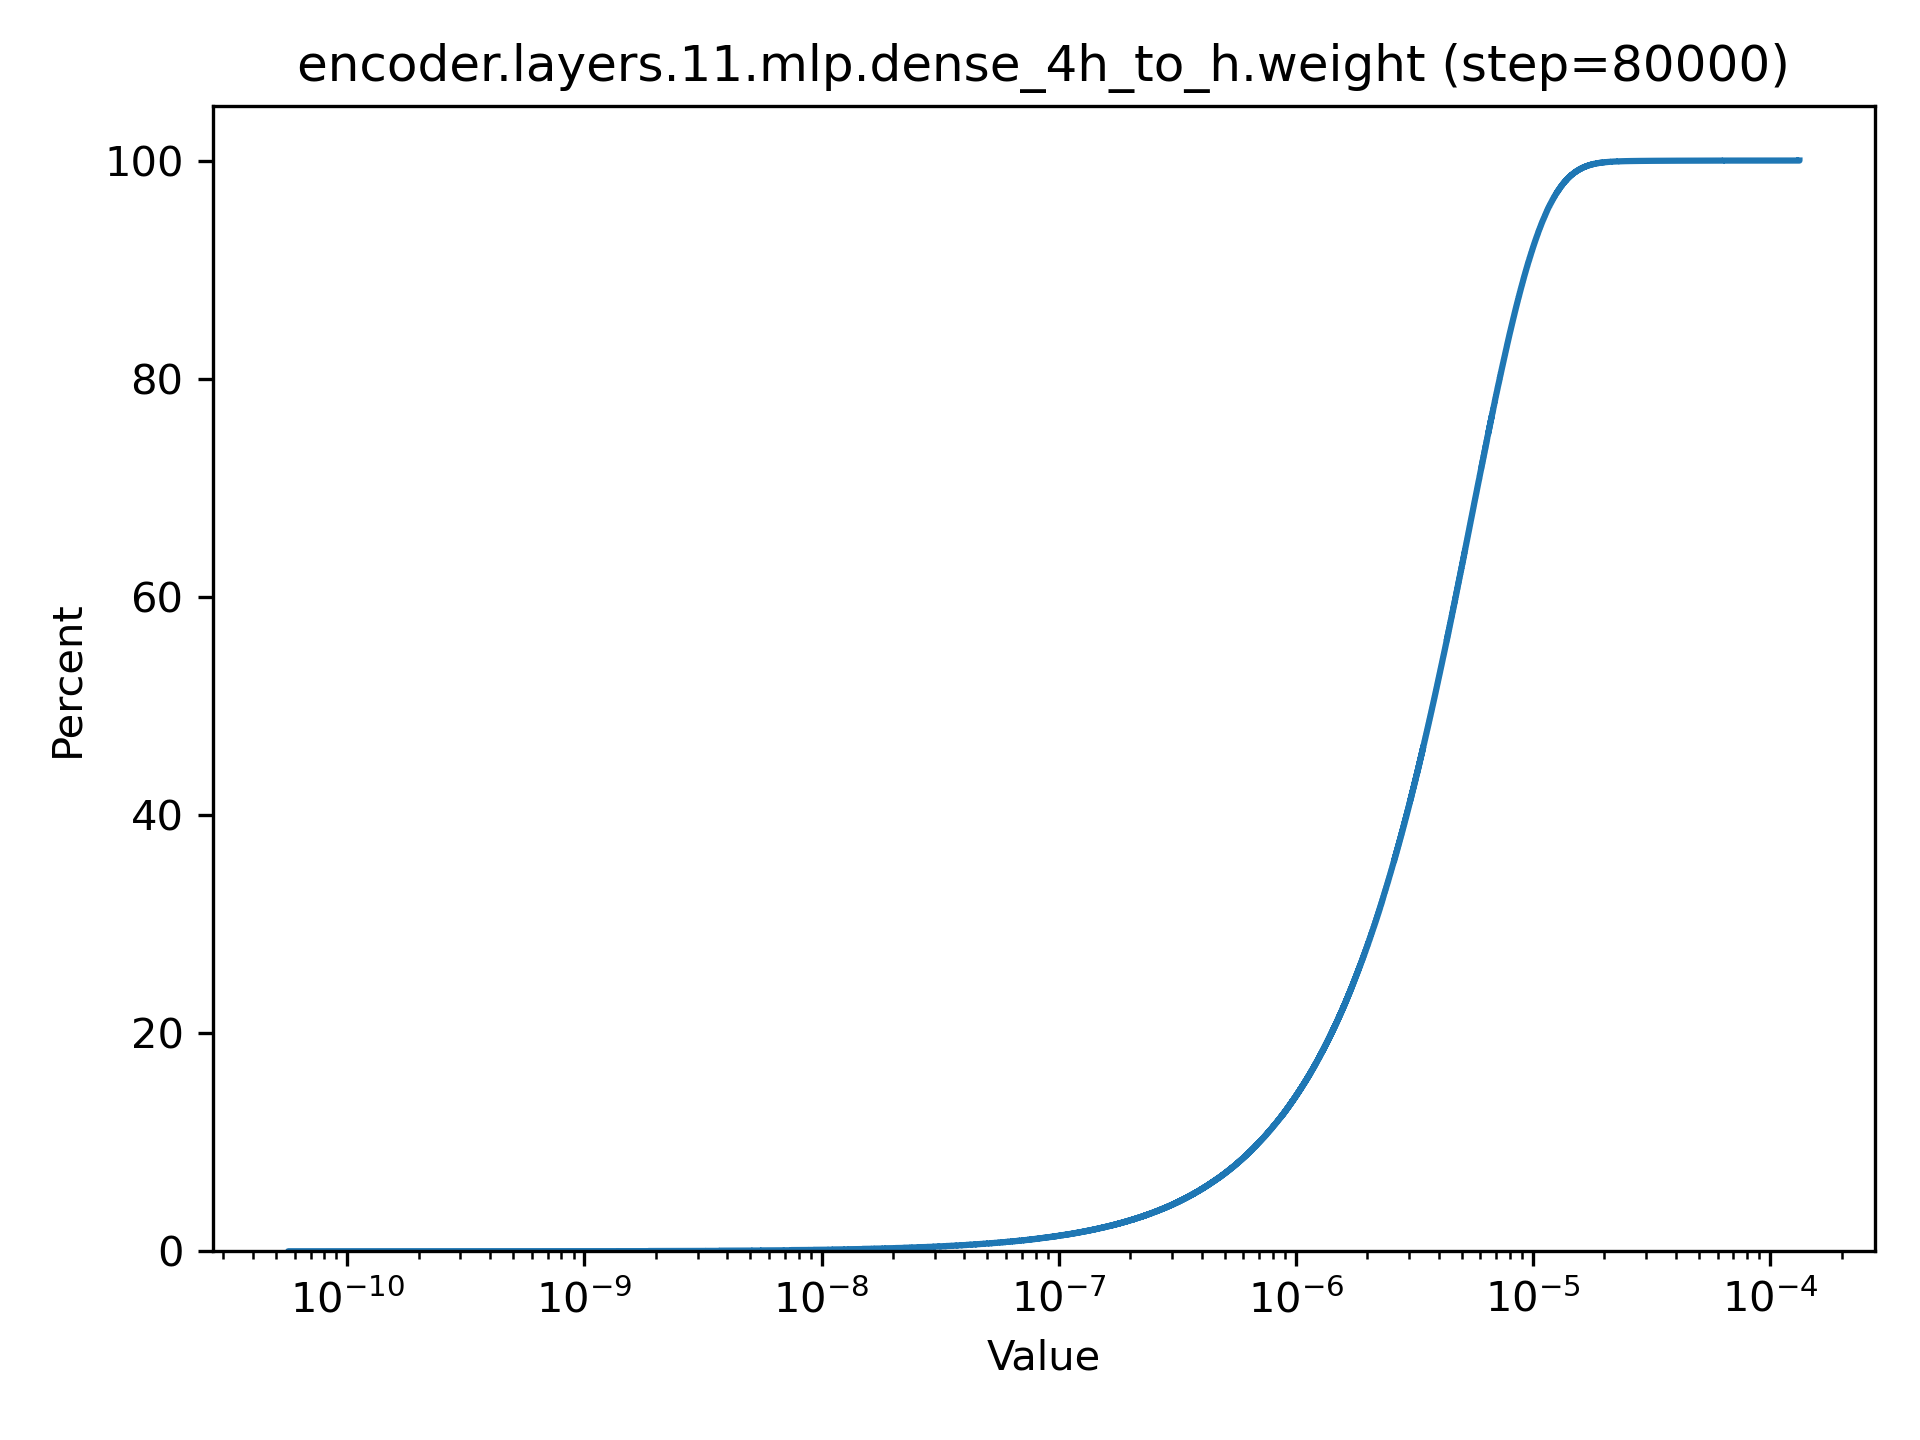 encoder.layers.11.mlp.dense_4h_to_h.weight (step=80000)
100
80
60
40
20
0
Percent
10⁻¹⁰ 10⁻⁹ 10⁻⁸ 10⁻⁷ 10⁻⁶ 10⁻⁵ 10⁻⁴
Value